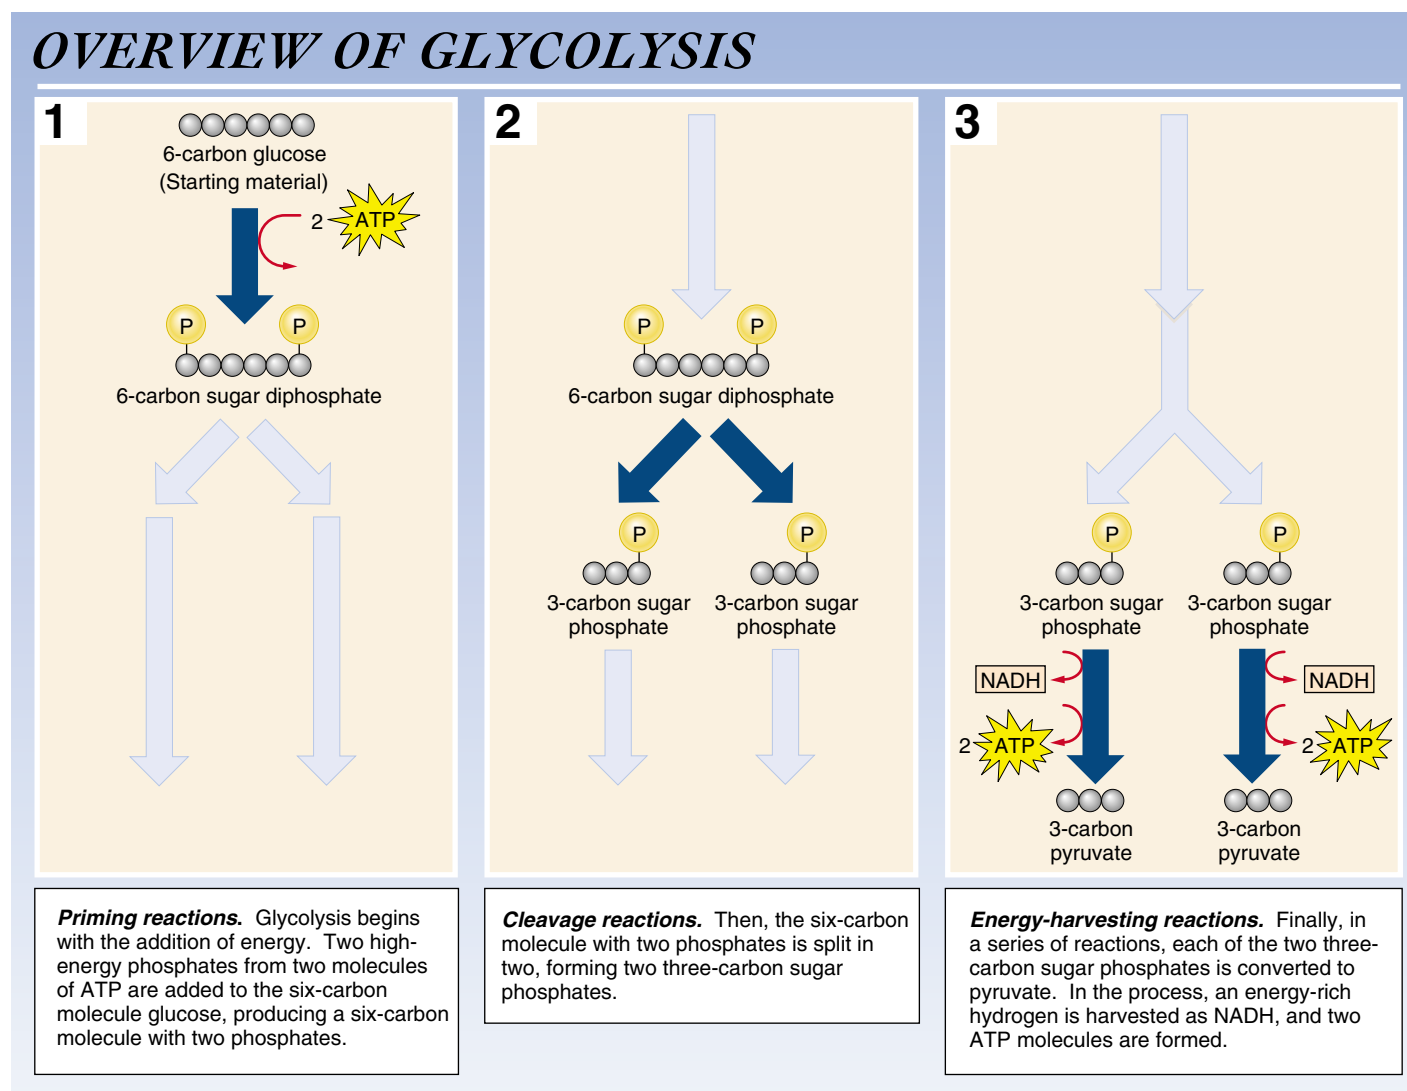 OVERVIEW OF GLYCOLYSIS
1
6-carbon glucose
(Starting material)
2 ATP
P P
6-carbon sugar diphosphate
Priming reactions. Glycolysis begins
with the addition of energy. Two high-
energy phosphates from two molecules
of ATP are added to the six-carbon
molecule glucose, producing a six-carbon
molecule with two phosphates.
2
P P
6-carbon sugar diphosphate
P P
3-carbon sugar 3-carbon sugar
phosphate phosphate
Cleavage reactions. Then, the six-carbon
molecule with two phosphates is split in
two, forming two three-carbon sugar
phosphates.
3
P P
3-carbon sugar 3-carbon sugar
phosphate phosphate
NADH NADH
2 ATP 2 ATP
3-carbon 3-carbon
pyruvate pyruvate
Energy-harvesting reactions. Finally, in
a series of reactions, each of the two three-
carbon sugar phosphates is converted to
pyruvate. In the process, an energy-rich
hydrogen is harvested as NADH, and two
ATP molecules are formed.